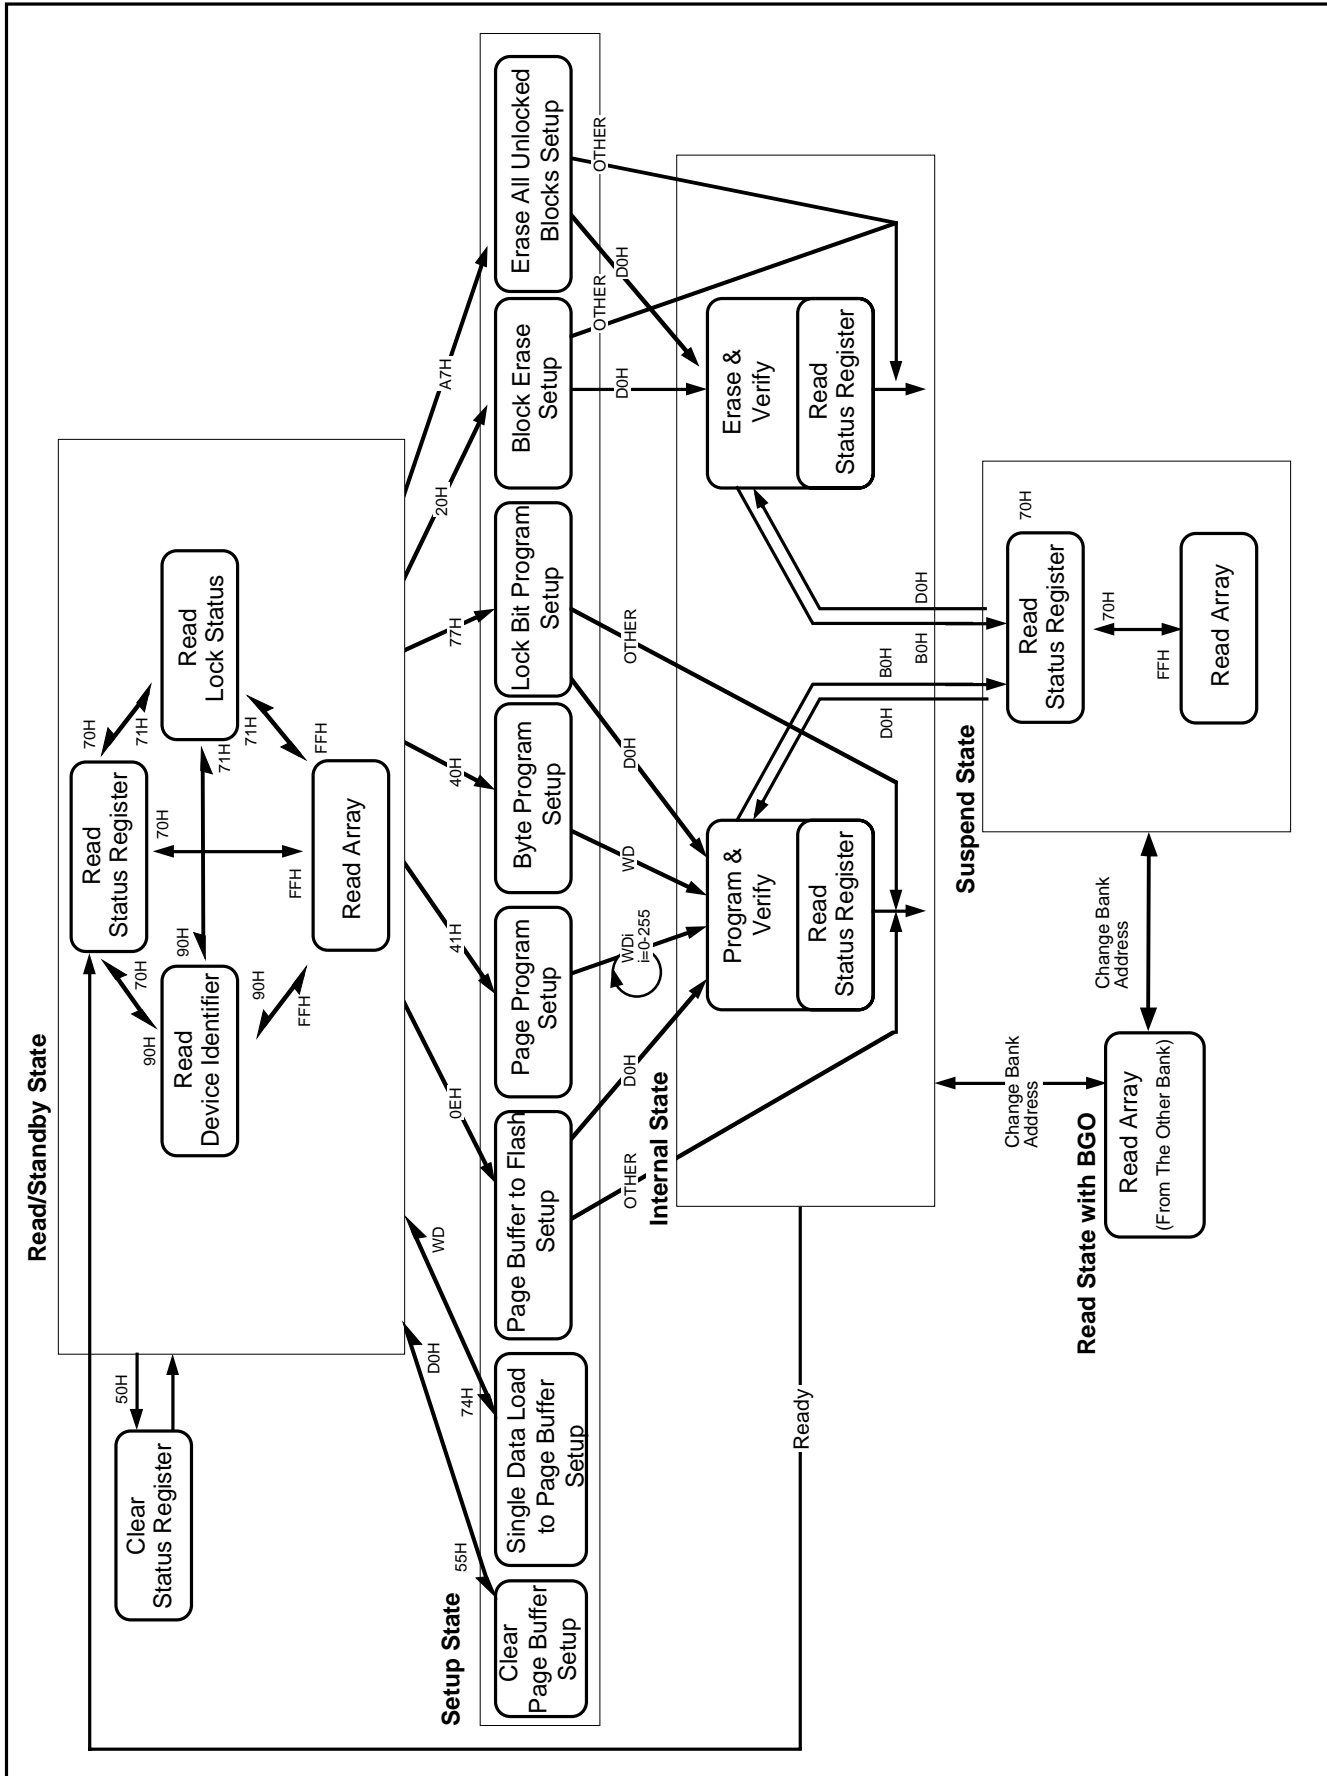 Read/Standby State
Clear
Status Register
50H
Read
Status Register
70H
90H
70H
71H
Read
Device Identifier
90H
71H
70H
FFH
Read
Lock Status
90H
FFH
71H
FFH
Read Array
55H
D0H
74H
WD
0EH
41H
40H
77H
20H
A7H
Setup State
Clear
Page Buffer
Setup
Single Data Load
to Page Buffer
Setup
Page Buffer to Flash
Setup
Page Program
Setup
Byte Program
Setup
Lock Bit Program
Setup
Block Erase
Setup
Erase All Unlocked
Blocks Setup
OTHER
D0H
WDi
i=0-255
WD
D0H
OTHER
D0H
OTHER
D0H
OTHER
Internal State
Program &
Verify
Read
Status Register
Erase &
Verify
Read
Status Register
Ready
D0H
B0H
B0H
D0H
Suspend State
Read
Status Register
70H
FFH
70H
Read Array
Change Bank
Address
Change Bank
Address
Read State with BGO
Read Array
(From The Other Bank)